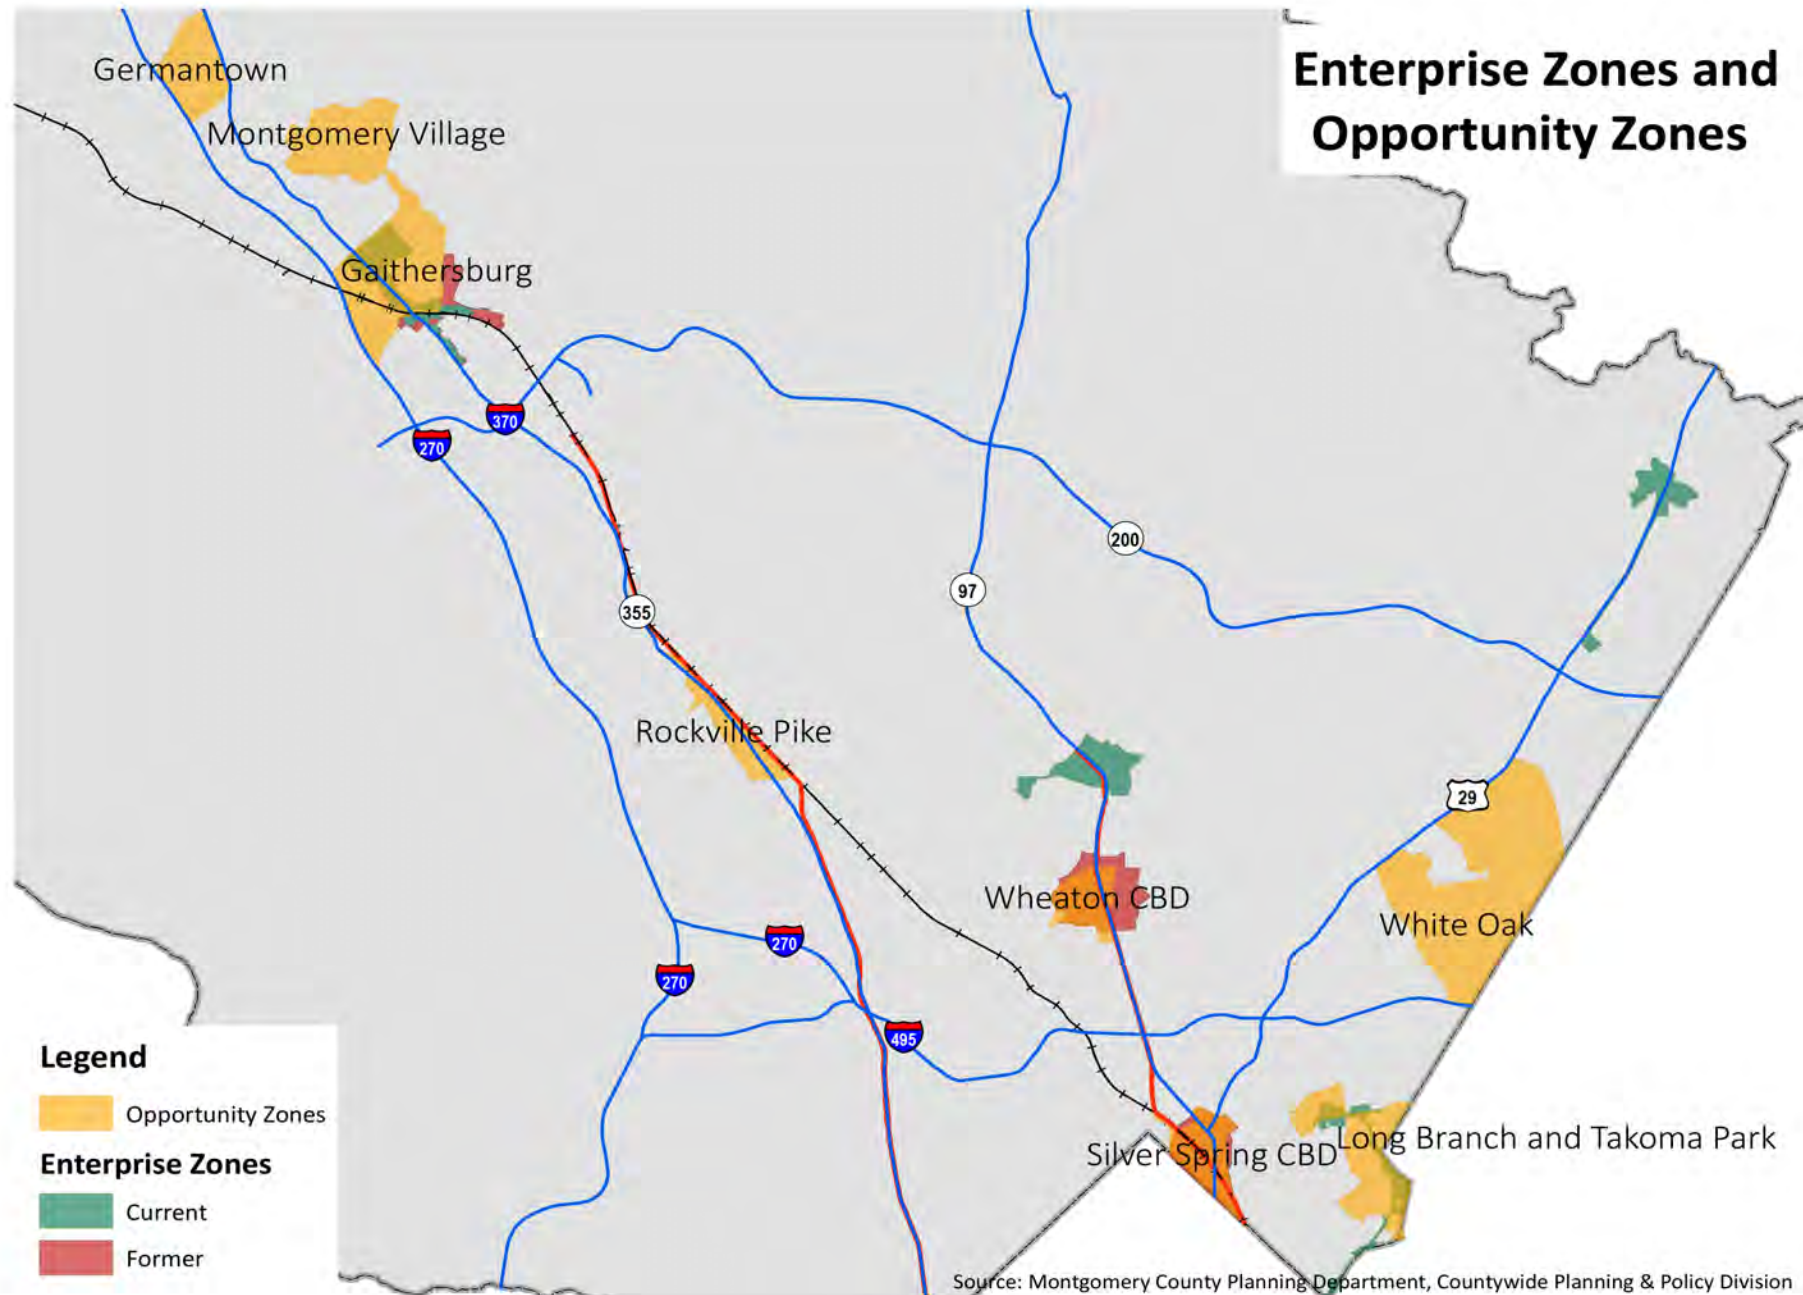 Enterprise Zones and
Opportunity Zones
Germantown
Montgomery Village
Gaithersburg
370
270
200
97
355
Rockville Pike
29
Wheaton CBD
White Oak
270
270
495
Legend
Opportunity Zones
Enterprise Zones
Current
Former
Long Branch and Takoma Park
Silver Spring CBD
Source: Montgomery County Planning Department, Countywide Planning & Policy Division